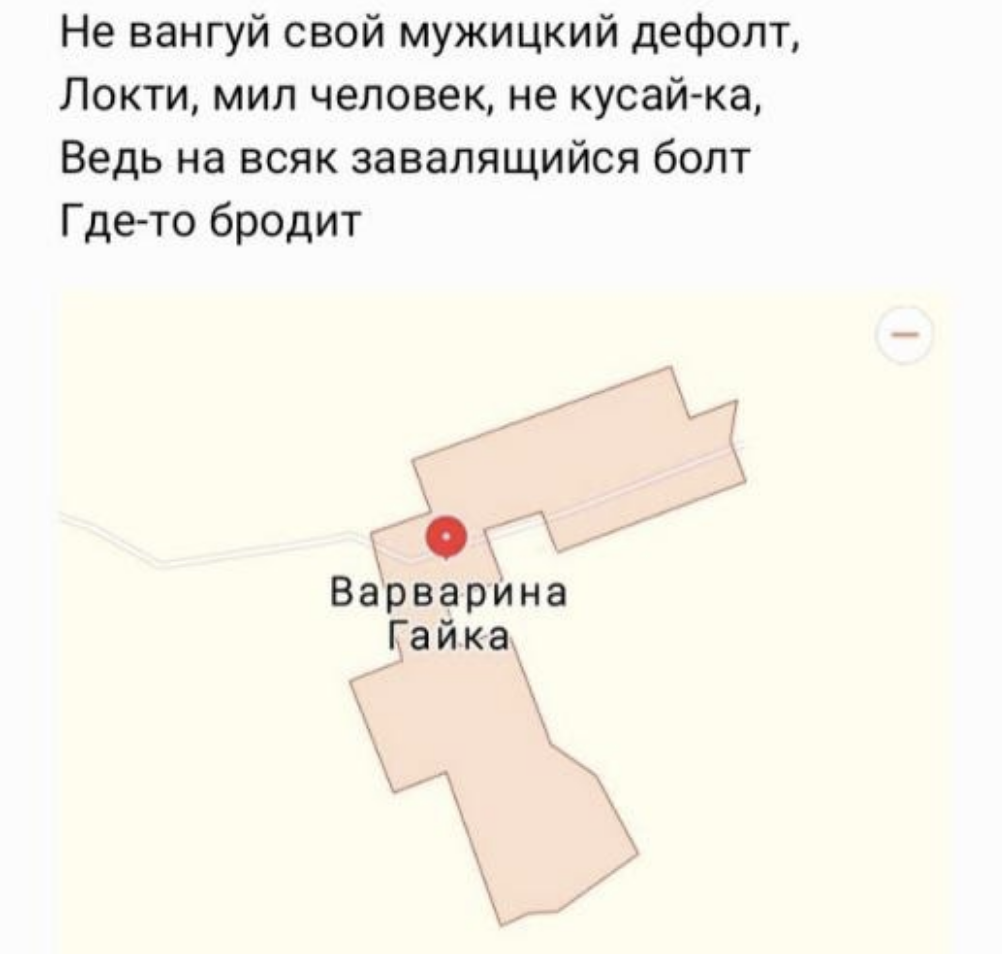 Не вангуй свой мужицкий дефолт,
Локти, мил человек, не кусай-ка,
Ведь на всяк завалящийся болт
Где-то бродит
Варварина
Гайка